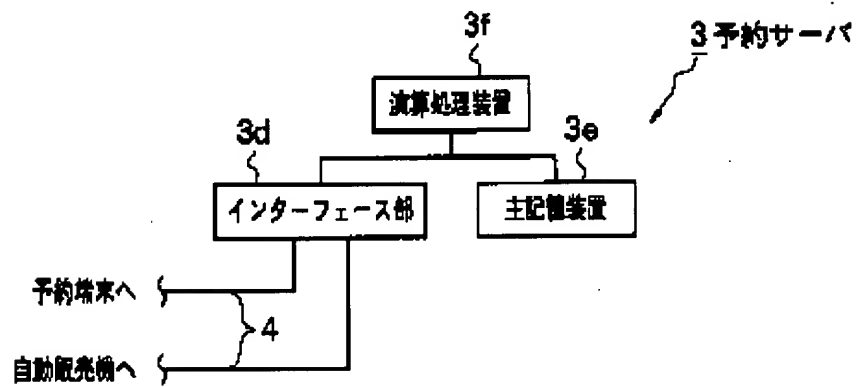 3f
3 予約サーバ
演算処理装置
3d
3e
インターフェース部
主記憶装置
予約端末へ
4
自動販売機へ